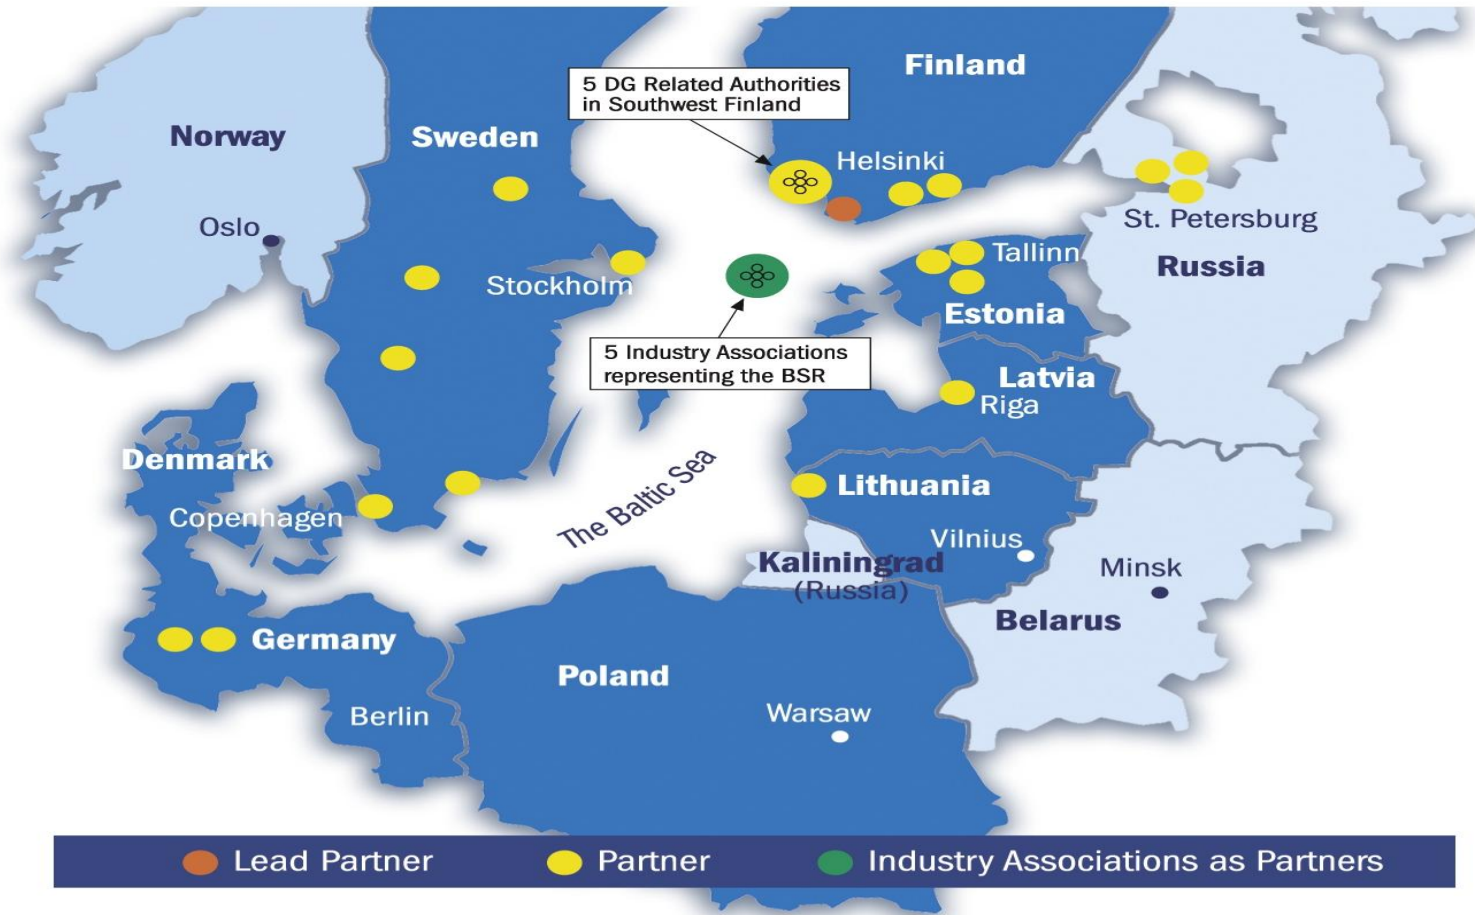 Finland
5 DG Related Authorities
in Southwest Finland
Norway
Sweden
Helsinki
Oslo
St. Petersburg
Tallinn
Russia
Stockholm
Estonia
5 Industry Associations
representing the BSR
Latvia
Riga
Denmark
The Baltic Sea
Lithuania
Copenhagen
Vilnius
Kaliningrad
(Russia)
Minsk
Belarus
Germany
Poland
Berlin
Warsaw
Lead Partner
Partner
Industry Associations as Partners